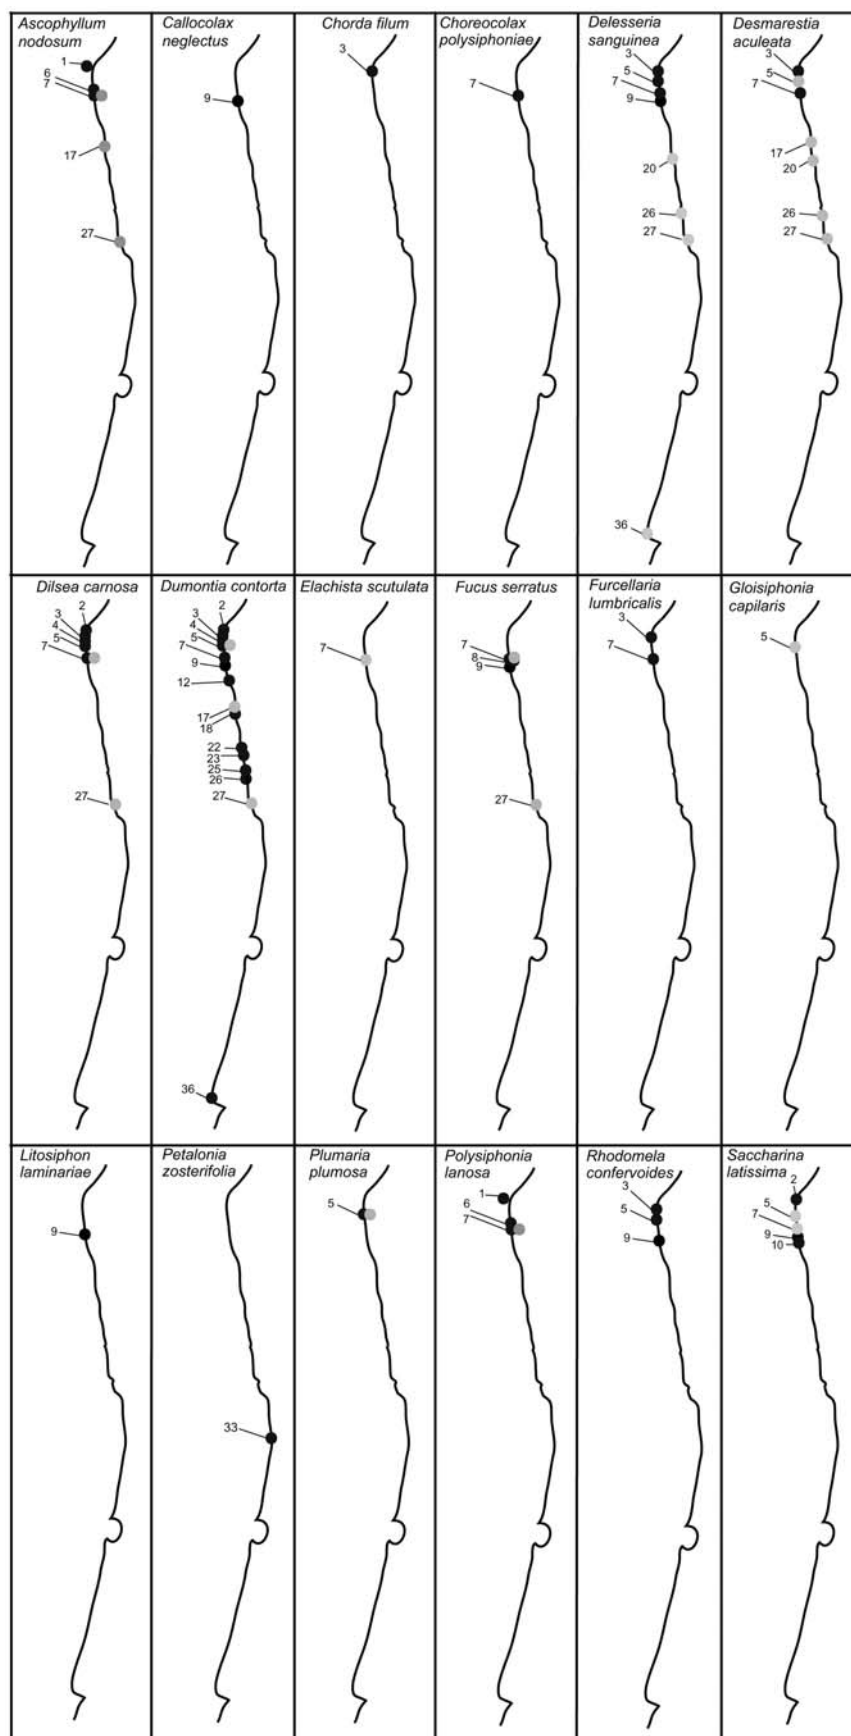 Ascophyllum
nodosum
1
6
7
17
27
Callocolax
neglectus
9
Chorda filum
3
Choreocolax
polysiphoniae
7
Delesseria
sanguinea
3
5
7
9
20
26
27
36
Desmarestia
aculeata
3
5
7
17
20
26
27
Dilsea carnosa
2
3
4
5
7
27
Dumontia contorta
2
3
4
5
7
9
12
17
18
22
23
25
26
27
36
Elachista scutulata
7
Fucus serratus
7
8
9
27
Furcellaria
lumbricalis
3
7
Gloisiphonia
capilaris
5
Litosiphon
laminariae
9
Petalonia
zosterifolia
33
Plumaria
plumosa
5
Polysiphonia
lanosa
1
6
7
Rhodomela
confervoides
3
5
9
Saccharina
latissima
2
5
7
9
10